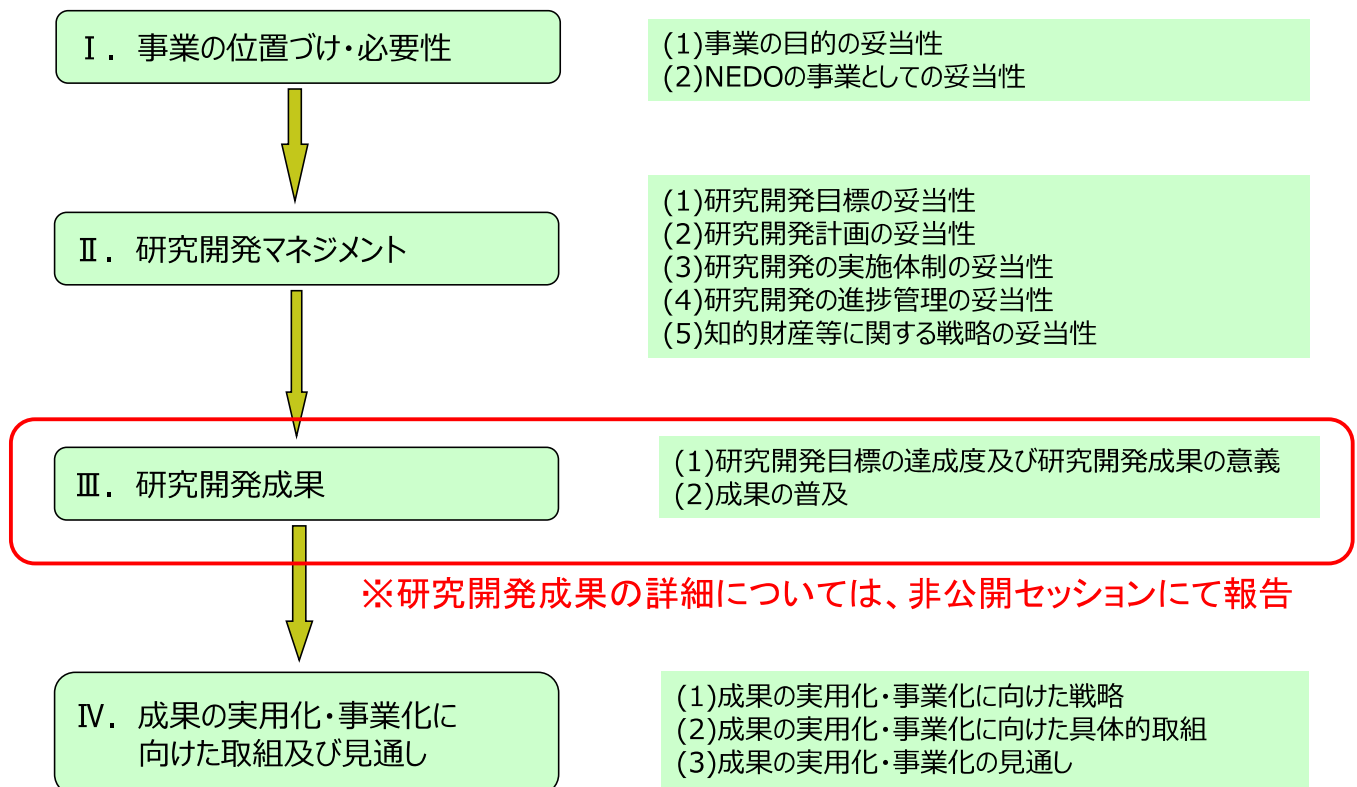 Ⅰ．事業の位置づけ・必要性
(1)事業の目的の妥当性
(2)NEDOの事業としての妥当性
Ⅱ．研究開発マネジメント
(1)研究開発目標の妥当性
(2)研究開発計画の妥当性
(3)研究開発の実施体制の妥当性
(4)研究開発の進捗管理の妥当性
(5)知的財産等に関する戦略の妥当性
Ⅲ．研究開発成果
(1)研究開発目標の達成度及び研究開発成果の意義
(2)成果の普及
※研究開発成果の詳細については、非公開セッションにて報告
Ⅳ．成果の実用化・事業化に
向けた取組及び見通し
(1)成果の実用化・事業化に向けた戦略
(2)成果の実用化・事業化に向けた具体的取組
(3)成果の実用化・事業化の見通し